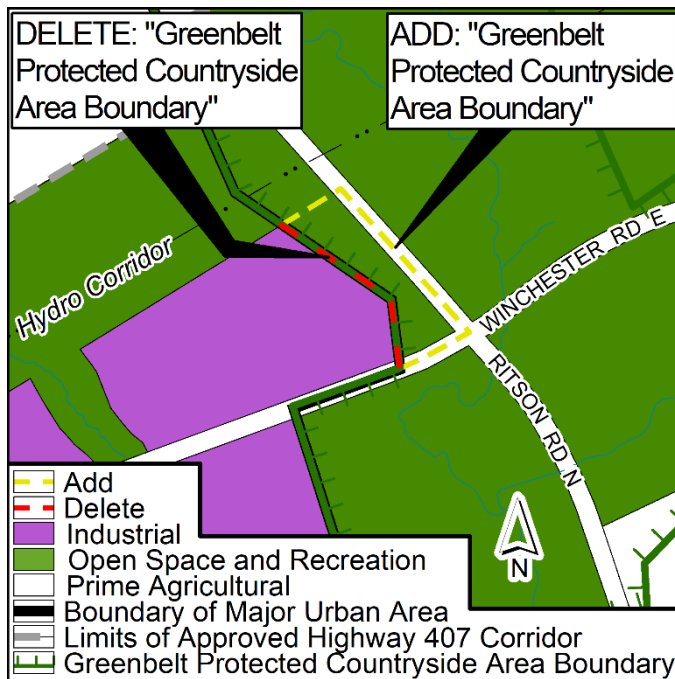 DELETE: "Greenbelt
Protected Countryside
Area Boundary"
ADD: "Greenbelt
Protected Countryside
Area Boundary"
Hydro Corridor
WINCHESTER RD E
RITSON RD N
Add
Delete
Industrial
Open Space and Recreation
Prime Agricultural
Boundary of Major Urban Area
Limits of Approved Highway 407 Corridor
Greenbelt Protected Countryside Area Boundary
N